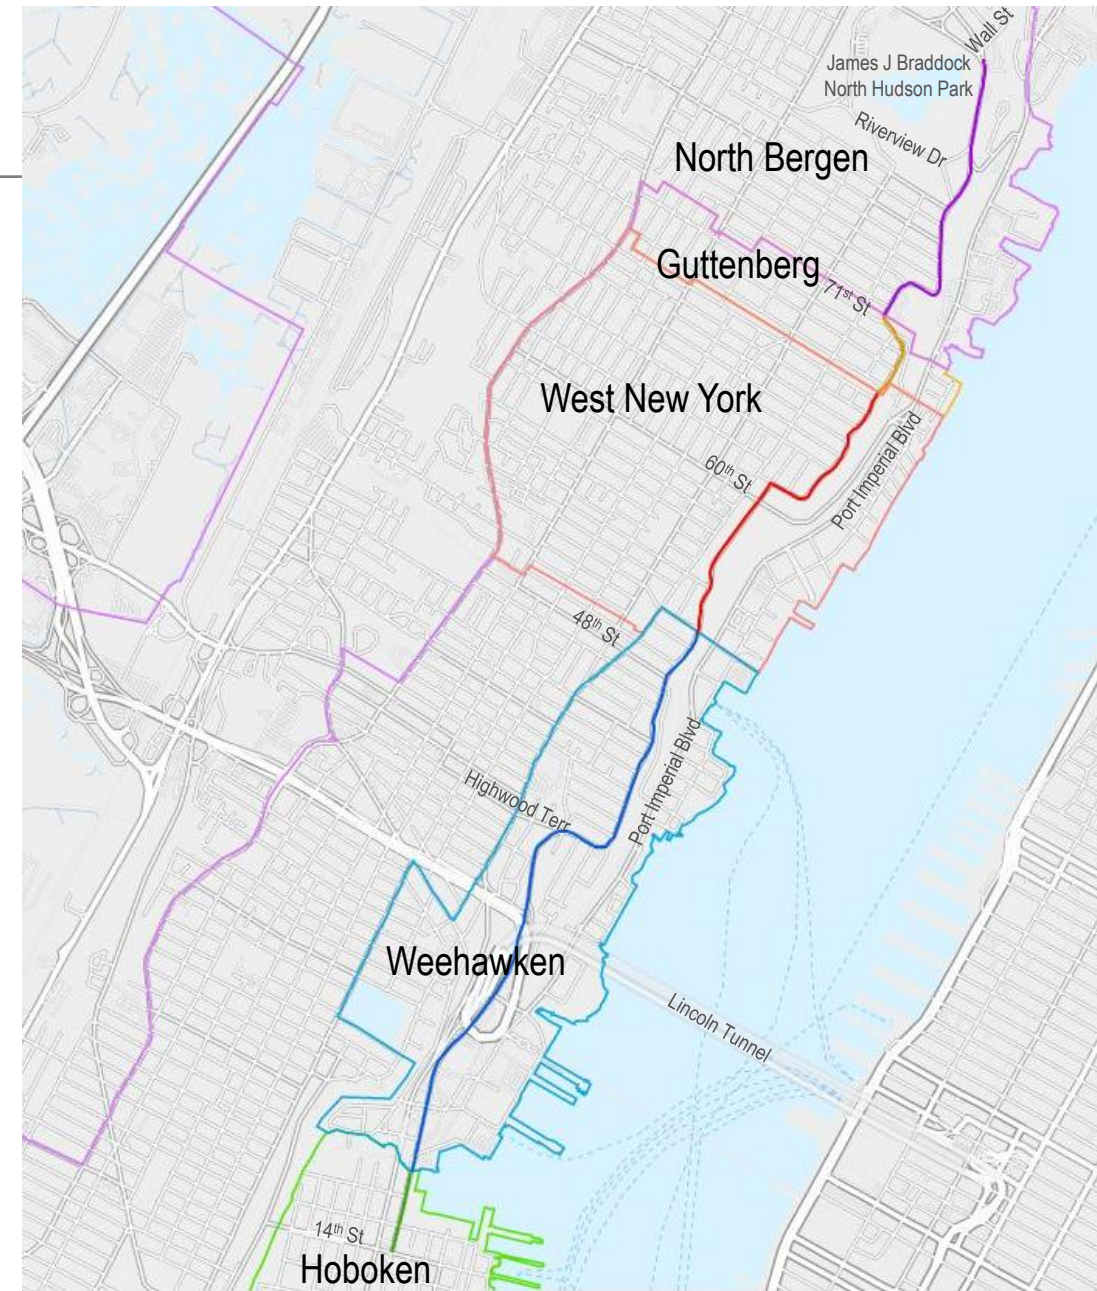 Wall St
James J Braddock
North Hudson Park
Riverview Dr
North Bergen
Guttenberg
71st St
West New York
60th St
Port Imperial Blvd
48th St
Port Imperial Blvd
Highwood Terr
Weehawken
Lincoln Tunnel
14th St
Hoboken